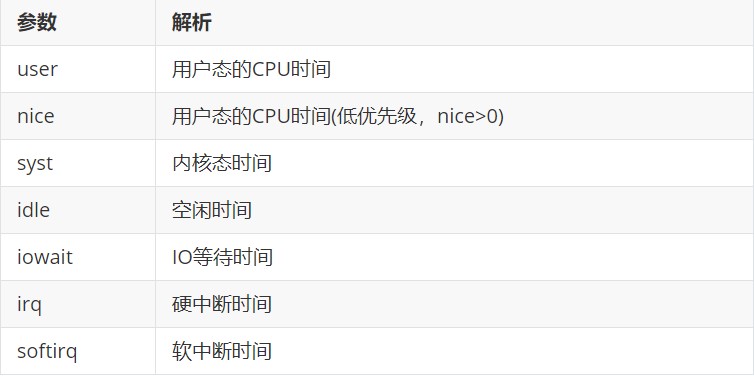 参数 解析
user 用户态的CPU时间
nice 用户态的CPU时间(低优先级，nice>0)
syst 内核态时间
idle 空闲时间
iowait IO等待时间
irq 硬中断时间
softirq 软中断时间